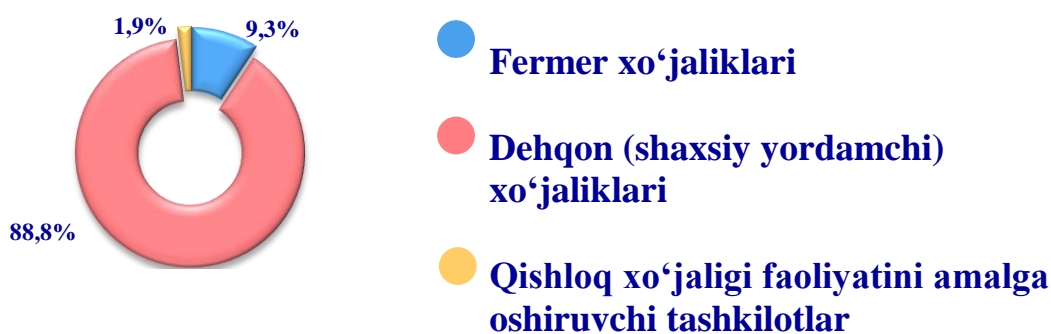 1,9%
9,3%
88,8%
Fermer xo‘jaliklari
Dehqon (shaxsiy yordamchi)
xo‘jaliklari
Qishloq xo‘jaligi faoliyatini amalga
oshiruvchi tashkilotlar